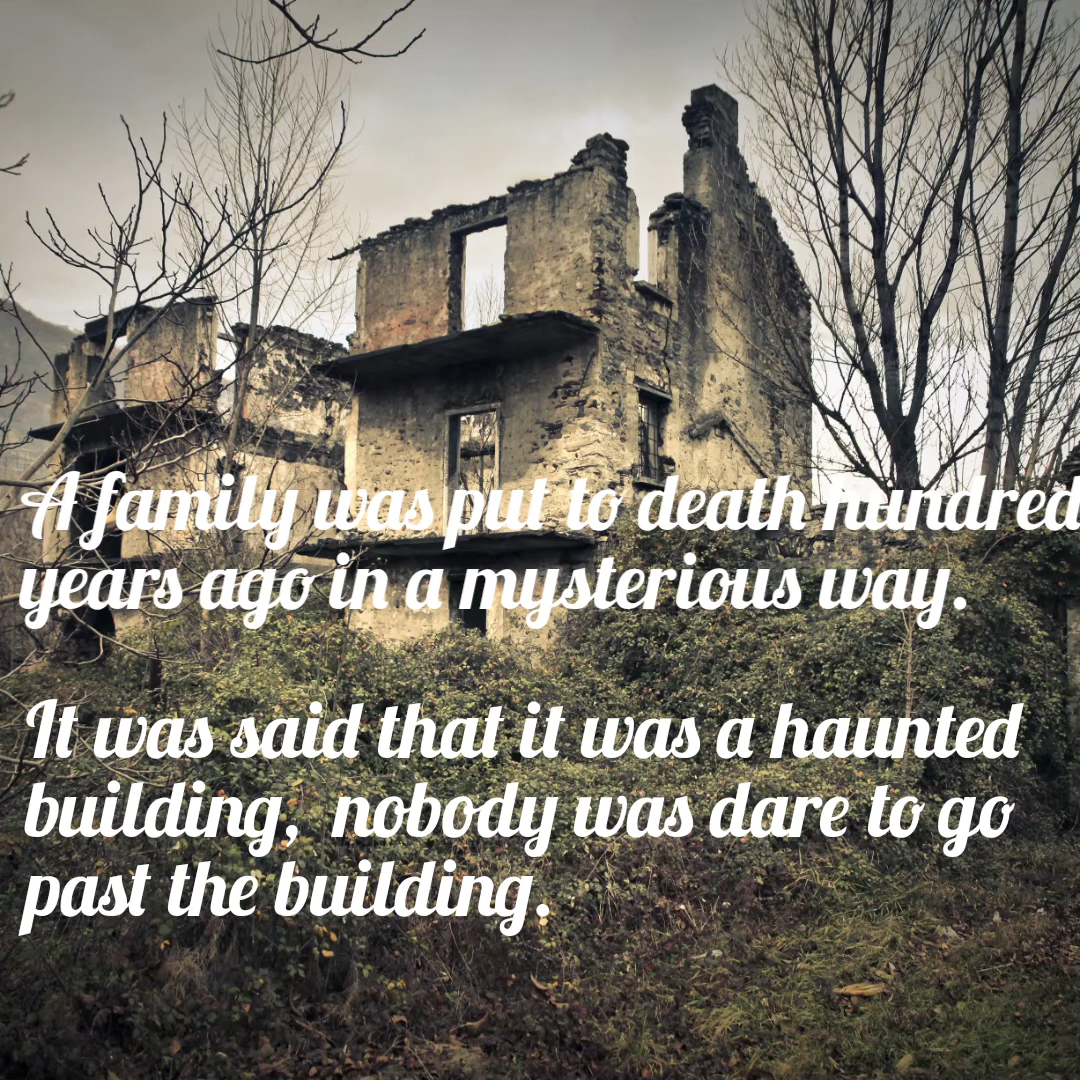 A family was put to death hundred
years ago in a mysterious way.
It was said that it was a haunted
building, nobody was dare to go
past the building.